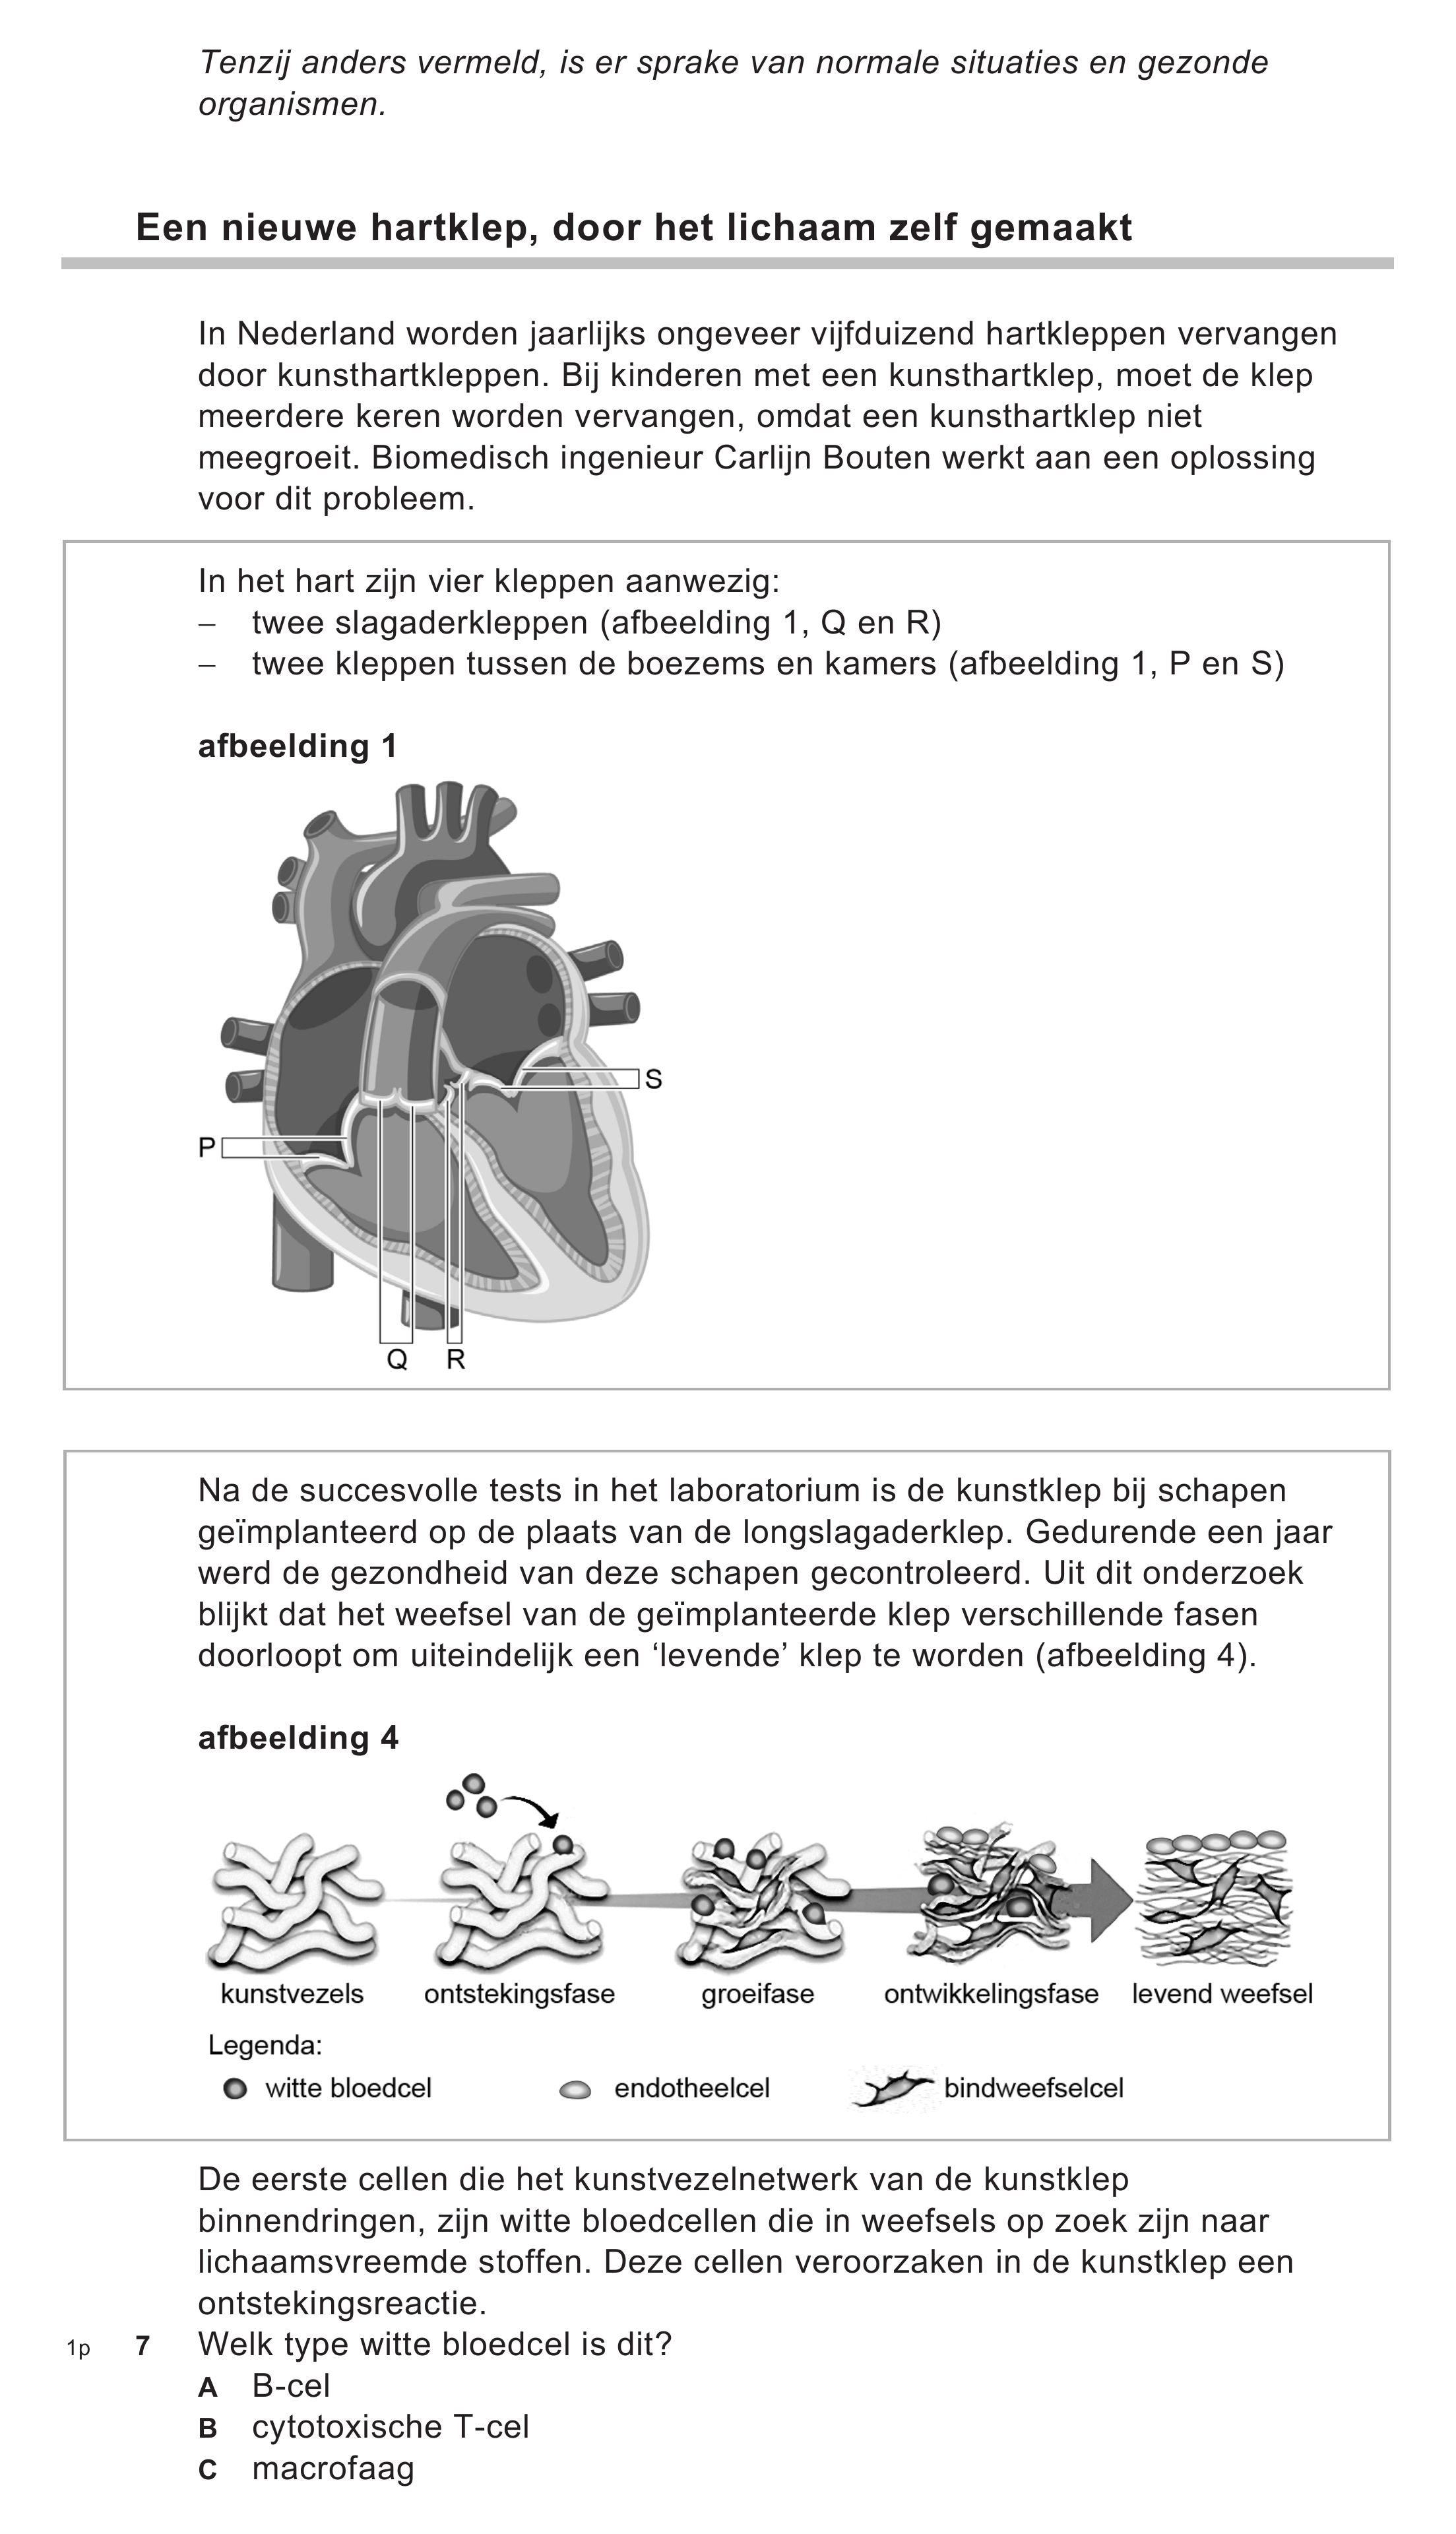 Tenzij anders vermeld, is er sprake van normale situaties en gezonde
organismen.
Een nieuwe hartklep, door het lichaam zelf gemaakt
In Nederland worden jaarlijks ongeveer vijfduizend hartkleppen vervangen
door kunsthartkleppen. Bij kinderen met een kunsthartklep, moet de klep
meerdere keren worden vervangen, omdat een kunsthartklep niet
meegroeit. Biomedisch ingenieur Carlijn Bouten werkt aan een oplossing
voor dit probleem.
In het hart zijn vier kleppen aanwezig:
– twee slagaderkleppen (afbeelding 1, Q en R)
– twee kleppen tussen de boezems en kamers (afbeelding 1, P en S)
afbeelding 1
S
P
Q R
Na de succesvolle tests in het laboratorium is de kunstklep bij schapen
geïmplanteerd op de plaats van de longslagaderklep. Gedurende een jaar
werd de gezondheid van deze schapen gecontroleerd. Uit dit onderzoek
blijkt dat het weefsel van de geïmplanteerde klep verschillende fasen
doorloopt om uiteindelijk een ‘levende’ klep te worden (afbeelding 4).
afbeelding 4
kunstvezels ontstekingsfase groeifase ontwikkelingsfase levend weefsel
Legenda:
witte bloedcel endotheelcel bindweefselcel
De eerste cellen die het kunstvezelnetwerk van de kunstklep
binnendringen, zijn witte bloedcellen die in weefsels op zoek zijn naar
lichaamsvreemde stoffen. Deze cellen veroorzaken in de kunstklep een
ontstekingsreactie.
1p 7 Welk type witte bloedcel is dit?
A B-cel
B cytotoxische T-cel
C macrofaag